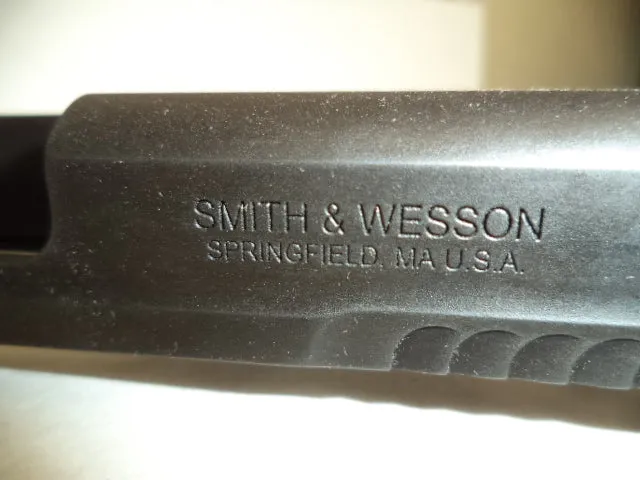 SMITH & WESSON
SPRINGFIELD, MA U.S.A.